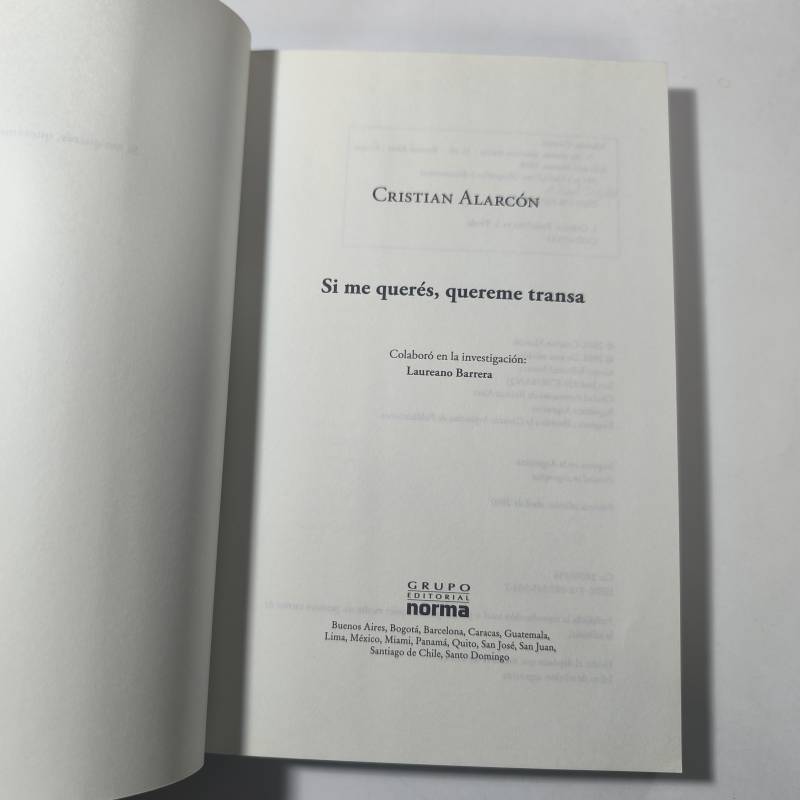 Cristian Alarcón
Si me querés, quereme transa
Colaboró en la investigación:
Laureano Barrera
GRUPO
EDITORIAL
norma
Buenos Aires, Bogotá, Barcelona, Caracas, Guatemala,
Lima, México, Miami, Panamá, Quito, San José, San Juan,
Santiago de Chile, Santo Domingo